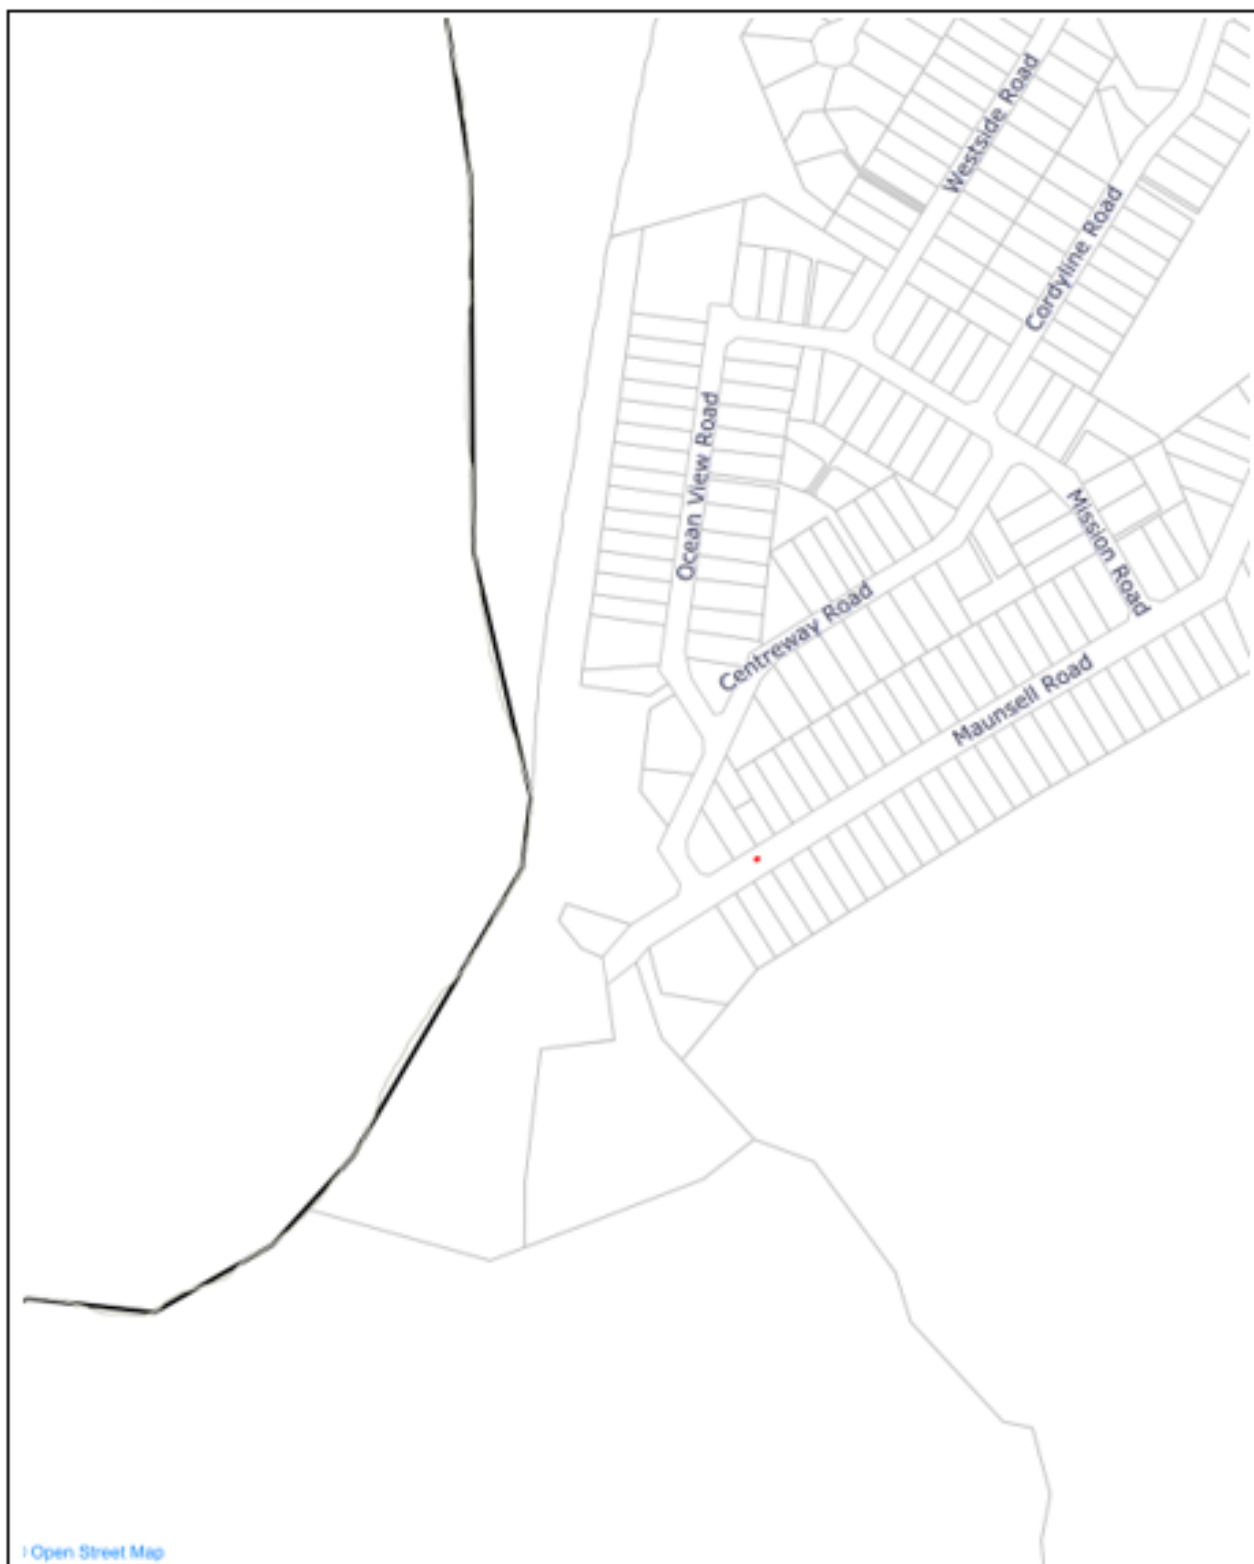 Westside Road
Cordyline Road
Ocean View Road
Mission Road
Centreway Road
Maunsell Road
Open Street Map